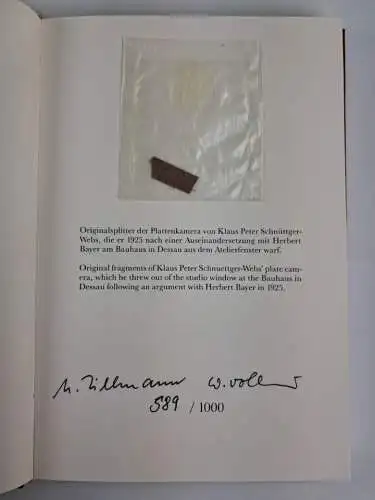 Originalsplitter der Plattenkamera von Klaus Peter Schnüttger-
Webs, die er 1925 nach einer Auseinandersetzung mit Herbert
Bayer am Bauhaus in Dessau aus dem Atelierfenster warf.
Original fragments of Klaus Peter Schnuettger-Webs' plate cam-
era, which he threw out of the studio window at the Bauhaus in
Dessau following an argument with Herbert Bayer in 1925.
U. Tillmann W. Voll
589 / 1000